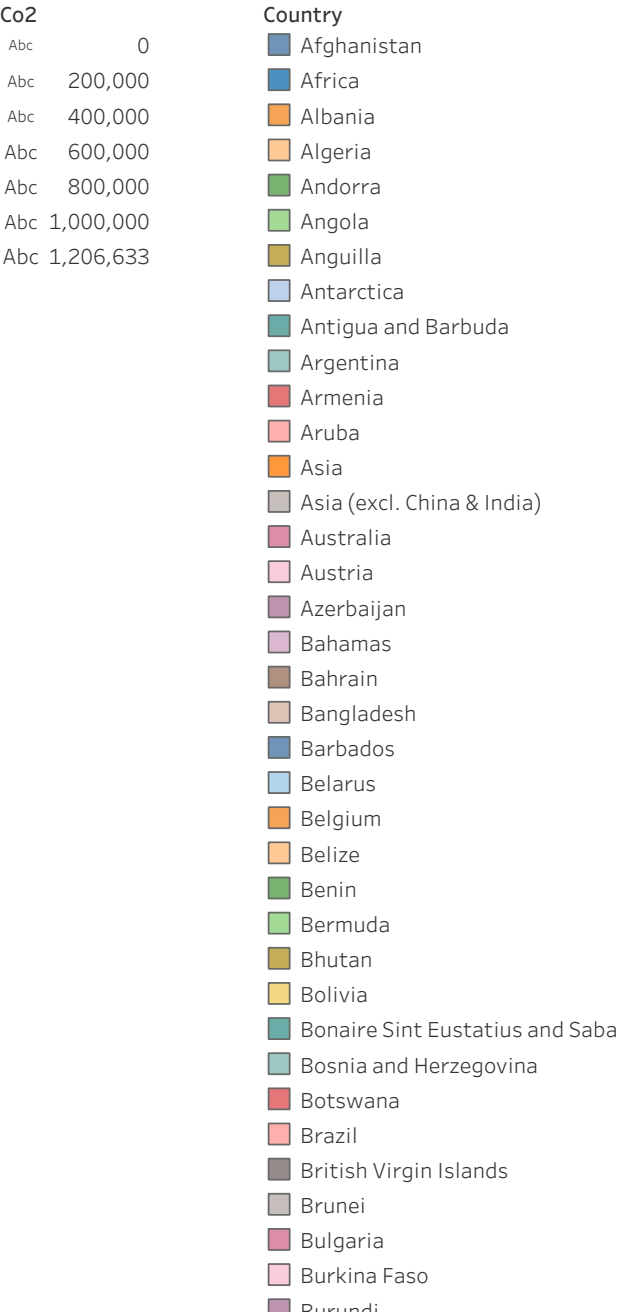 Co2
Abc 0
Abc 200,000
Abc 400,000
Abc 600,000
Abc 800,000
Abc 1,000,000
Abc 1,206,633
Country
Afghanistan
Africa
Albania
Algeria
Andorra
Angola
Anguilla
Antarctica
Antigua and Barbuda
Argentina
Armenia
Aruba
Asia
Asia (excl. China & India)
Australia
Austria
Azerbaijan
Bahamas
Bahrain
Bangladesh
Barbados
Belarus
Belgium
Belize
Benin
Bermuda
Bhutan
Bolivia
Bonaire Sint Eustatius and Saba
Bosnia and Herzegovina
Botswana
Brazil
British Virgin Islands
Brunei
Bulgaria
Burkina Faso
Burundi